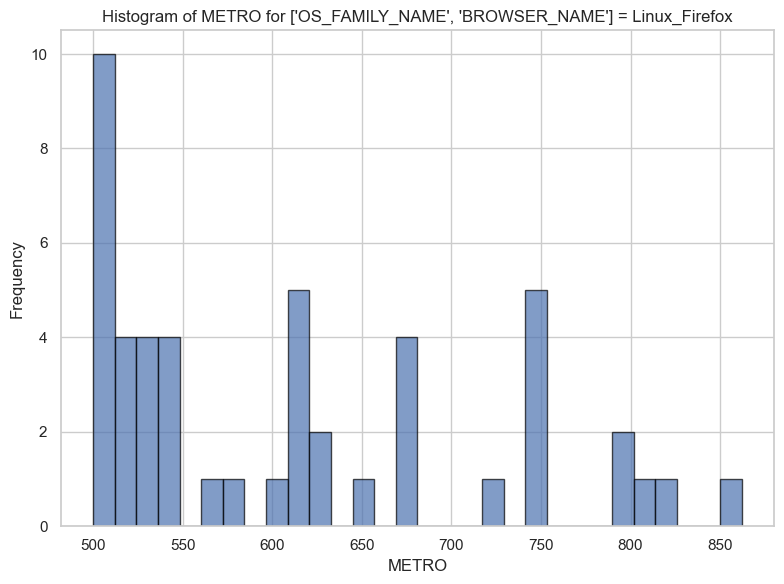 Histogram of METRO for ['OS_FAMILY_NAME', 'BROWSER_NAME'] = Linux_Firefox
10
8
6
4
2
0
Frequency
500 550 600 650 700 750 800 850
METRO